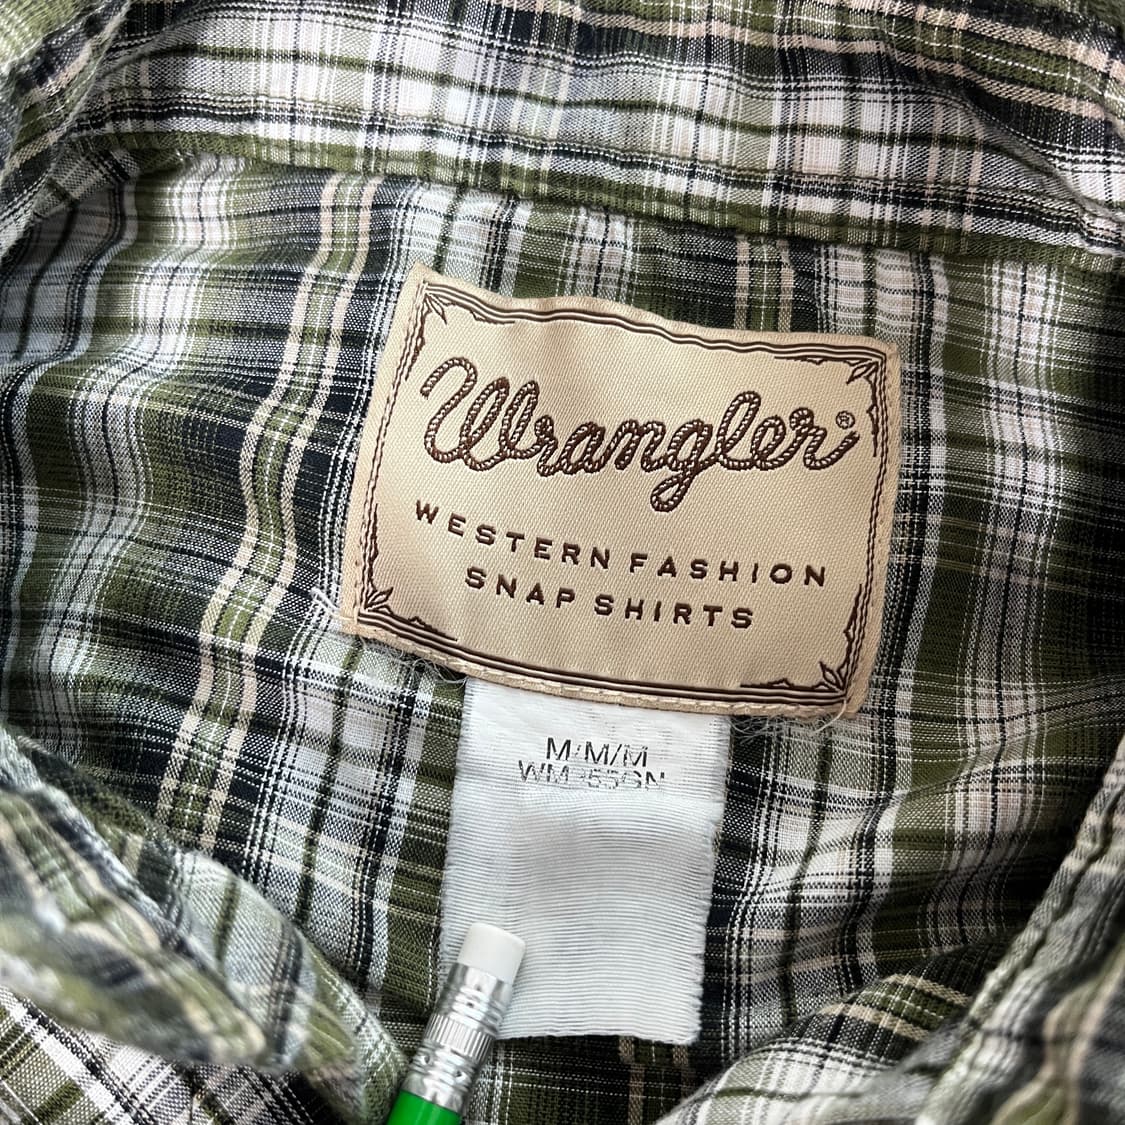 Wrangler®
WESTERN FASHION
SNAP SHIRTS
M/M/M